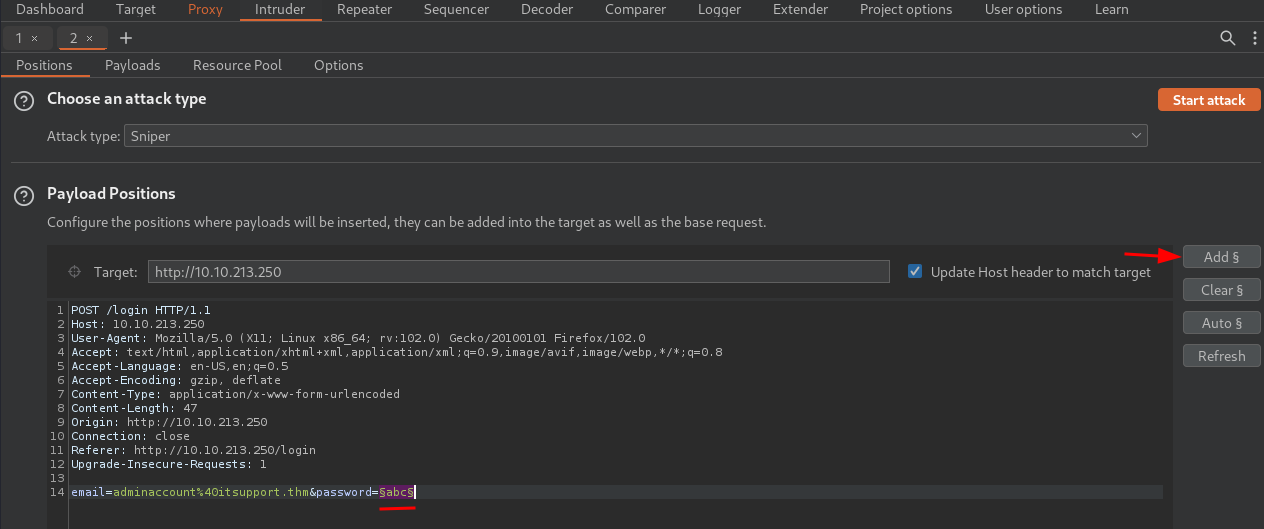 Dashboard Target Proxy Intruder Repeater Sequencer Decoder Comparer Logger Extender Project options User options Learn
1 × 2 × +
Positions Payloads Resource Pool Options
? Choose an attack type Start attack
Attack type: Sniper
? Payload Positions
Configure the positions where payloads will be inserted, they can be added into the target as well as the base request.
Target: http://10.10.213.250 Update Host header to match target Add §
Clear §
Auto §
Refresh
1 POST /login HTTP/1.1
2 Host: 10.10.213.250
3 User-Agent: Mozilla/5.0 (X11; Linux x86_64; rv:102.0) Gecko/20100101 Firefox/102.0
4 Accept: text/html,application/xhtml+xml,application/xml;q=0.9,image/avif,image/webp,*/*;q=0.8
5 Accept-Language: en-US,en;q=0.5
6 Accept-Encoding: gzip, deflate
7 Content-Type: application/x-www-form-urlencoded
8 Content-Length: 47
9 Origin: http://10.10.213.250
10 Connection: close
11 Referer: http://10.10.213.250/login
12 Upgrade-Insecure-Requests: 1
13
14 email=adminaccount%40itsupport.thm&password=§abc§